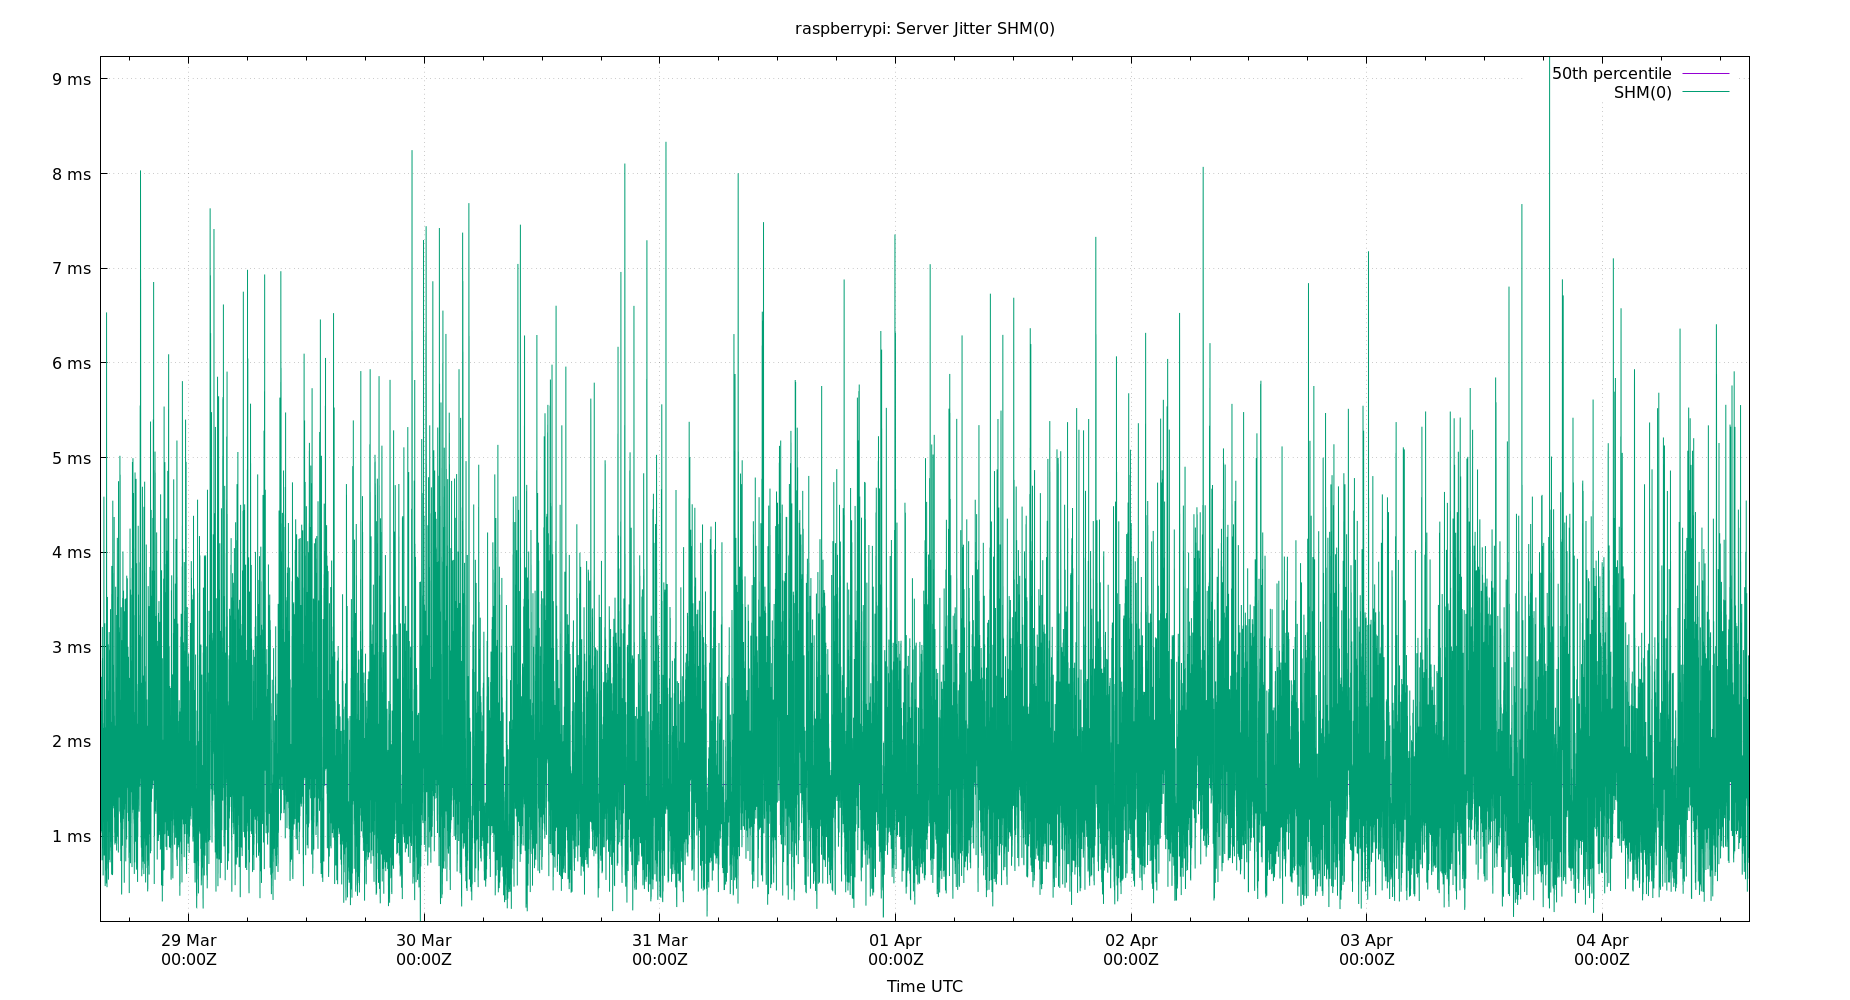 raspberrypi: Server Jitter SHM(0)
50th percentile
SHM(0)
9 ms
8 ms
7 ms
6 ms
5 ms
4 ms
3 ms
2 ms
1 ms
29 Mar 30 Mar 31 Mar 01 Apr 02 Apr 03 Apr 04 Apr
00:00Z 00:00Z 00:00Z 00:00Z 00:00Z 00:00Z 00:00Z
Time UTC